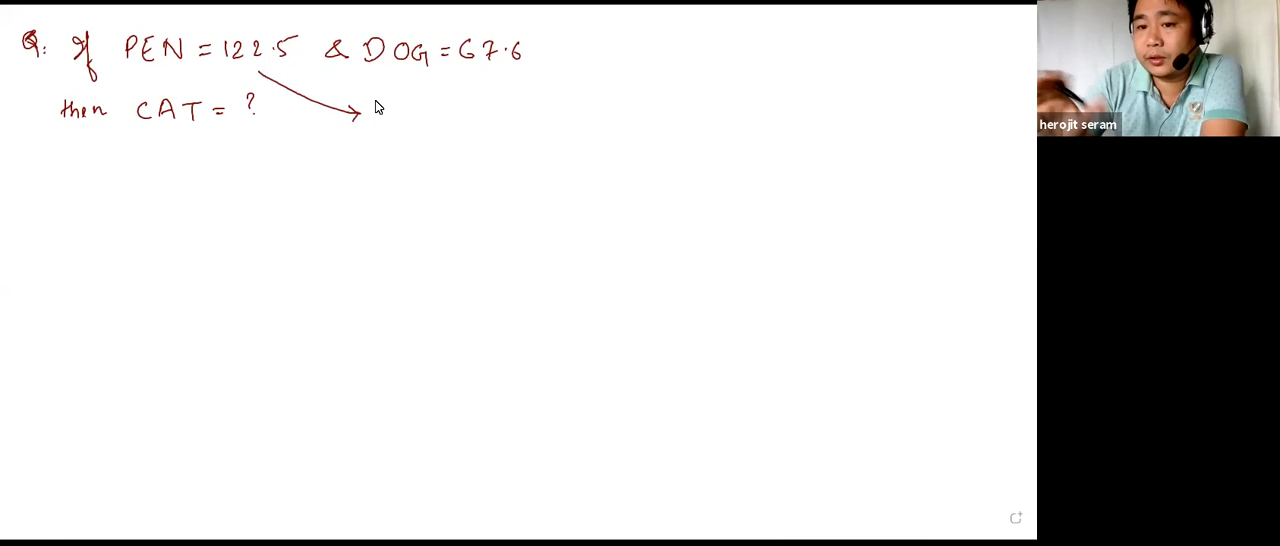 Q: If PEN = 122.5 & DOG = 67.6
then CAT = ?
herojit seram